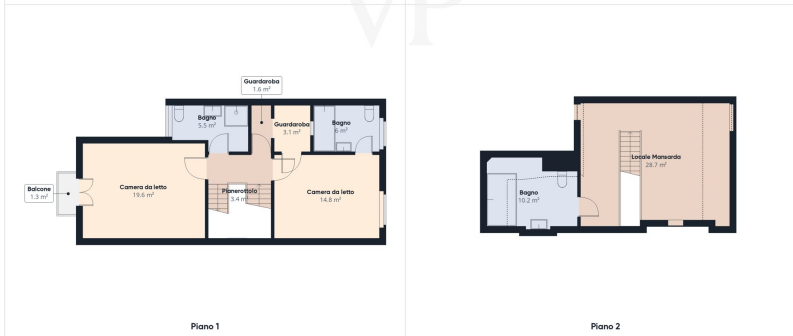 VP
Guardaroba
1.6 m²
Bagno
5.5 m²
Guardaroba
3.1 m²
Bagno
6 m²
Balcone
1.3 m²
Camera da letto
19.6 m²
Pianerottolo
3.4 m²
Camera da letto
14.8 m²
Piano 1
Locale Mansarda
28.7 m²
Bagno
10.2 m²
Piano 2